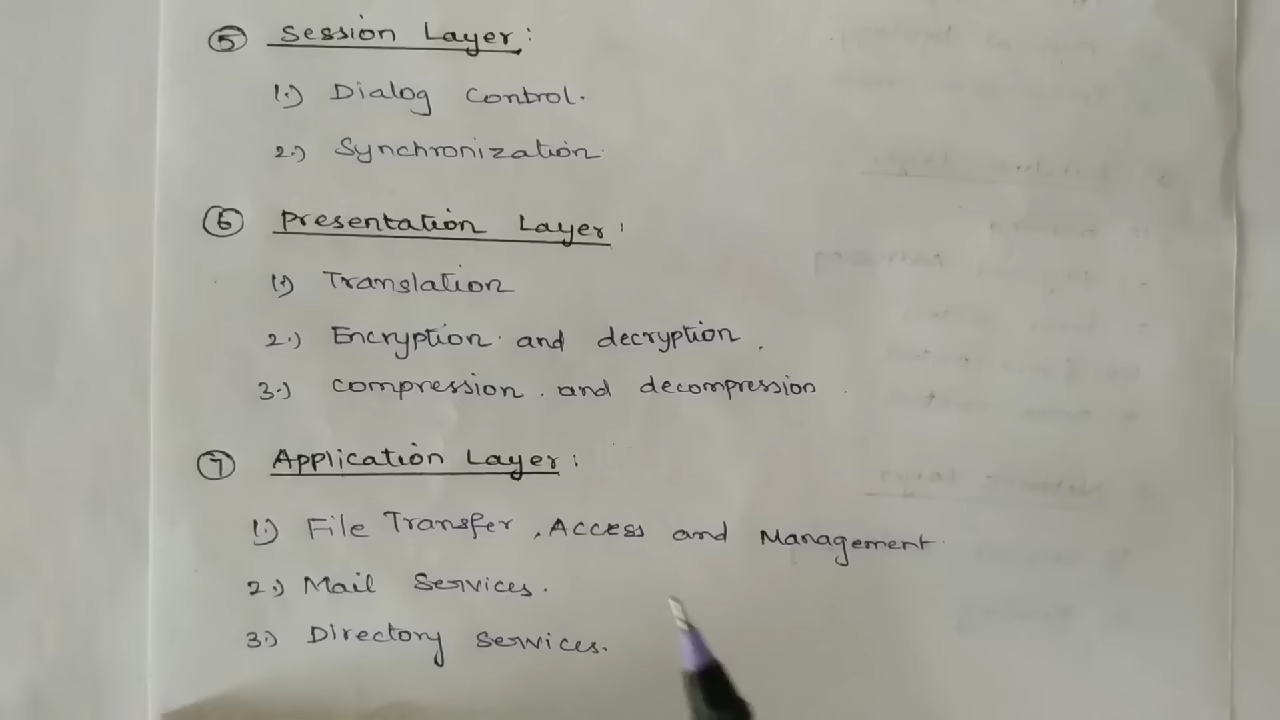 ⑤ Session Layer:
1.) Dialog Control.
2.) Synchronization.
⑥ Presentation Layer:
1) Translation
2.) Encryption and decryption.
3.) compression and decompression.
⑦ Application Layer:
1.) File Transfer, Access and Management.
2.) Mail Services.
3.) Directory Services.